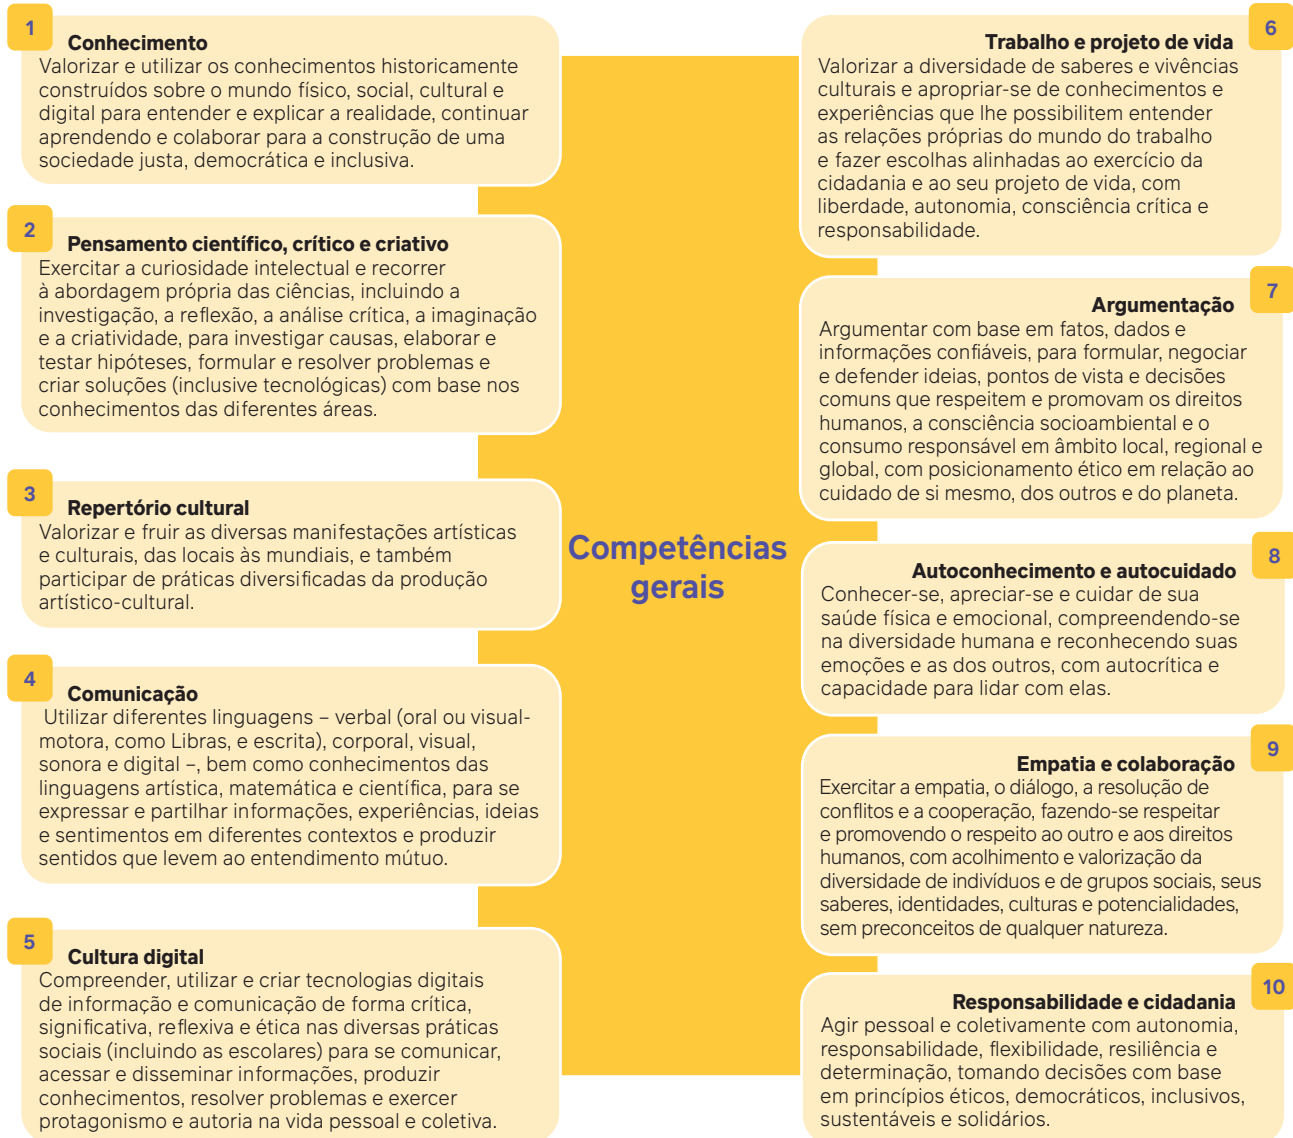 1
Conhecimento
Valorizar e utilizar os conhecimentos historicamente
construídos sobre o mundo físico, social, cultural e
digital para entender e explicar a realidade, continuar
aprendendo e colaborar para a construção de uma
sociedade justa, democrática e inclusiva.
2
Pensamento científico, crítico e criativo
Exercitar a curiosidade intelectual e recorrer
à abordagem própria das ciências, incluindo a
investigação, a reflexão, a análise crítica, a imaginação
e a criatividade, para investigar causas, elaborar e
testar hipóteses, formular e resolver problemas e
criar soluções (inclusive tecnológicas) com base nos
conhecimentos das diferentes áreas.
3
Repertório cultural
Valorizar e fruir as diversas manifestações artísticas
e culturais, das locais às mundiais, e também
participar de práticas diversificadas da produção
artístico-cultural.
4
Comunicação
Utilizar diferentes linguagens – verbal (oral ou visual-
motora, como Libras, e escrita), corporal, visual,
sonora e digital –, bem como conhecimentos das
linguagens artística, matemática e científica, para se
expressar e partilhar informações, experiências, ideias
e sentimentos em diferentes contextos e produzir
sentidos que levem ao entendimento mútuo.
5
Cultura digital
Compreender, utilizar e criar tecnologias digitais
de informação e comunicação de forma crítica,
significativa, reflexiva e ética nas diversas práticas
sociais (incluindo as escolares) para se comunicar,
acessar e disseminar informações, produzir
conhecimentos, resolver problemas e exercer
protagonismo e autoria na vida pessoal e coletiva.
Competências
gerais
6
Trabalho e projeto de vida
Valorizar a diversidade de saberes e vivências
culturais e apropriar-se de conhecimentos e
experiências que lhe possibilitem entender
as relações próprias do mundo do trabalho
e fazer escolhas alinhadas ao exercício da
cidadania e ao seu projeto de vida, com
liberdade, autonomia, consciência crítica e
responsabilidade.
7
Argumentação
Argumentar com base em fatos, dados e
informações confiáveis, para formular, negociar
e defender ideias, pontos de vista e decisões
comuns que respeitem e promovam os direitos
humanos, a consciência socioambiental e o
consumo responsável em âmbito local, regional e
global, com posicionamento ético em relação ao
cuidado de si mesmo, dos outros e do planeta.
8
Autoconhecimento e autocuidado
Conhecer-se, apreciar-se e cuidar de sua
saúde física e emocional, compreendendo-se
na diversidade humana e reconhecendo suas
emoções e as dos outros, com autocrítica e
capacidade para lidar com elas.
9
Empatia e colaboração
Exercitar a empatia, o diálogo, a resolução de
conflitos e a cooperação, fazendo-se respeitar
e promovendo o respeito ao outro e aos direitos
humanos, com acolhimento e valorização da
diversidade de indivíduos e de grupos sociais, seus
saberes, identidades, culturas e potencialidades,
sem preconceitos de qualquer natureza.
10
Responsabilidade e cidadania
Agir pessoal e coletivamente com autonomia,
responsabilidade, flexibilidade, resiliência e
determinação, tomando decisões com base
em princípios éticos, democráticos, inclusivos,
sustentáveis e solidários.